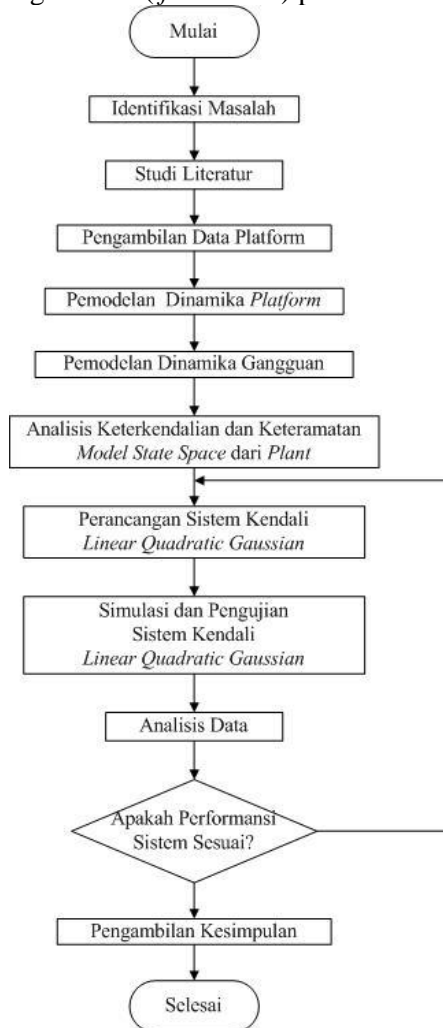 Mulai
Identifikasi Masalah
Studi Literatur
Pengambilan Data Platform
Pemodelan Dinamika Platform
Pemodelan Dinamika Gangguan
Analisis Keterkendalian dan Keteramatan
Model State Space dari Plant
Perancangan Sistem Kendali
Linear Quadratic Gaussian
Simulasi dan Pengujian
Sistem Kendali
Linear Quadratic Gaussian
Analisis Data
Apakah Performansi
Sistem Sesuai?
Pengambilan Kesimpulan
Selesai